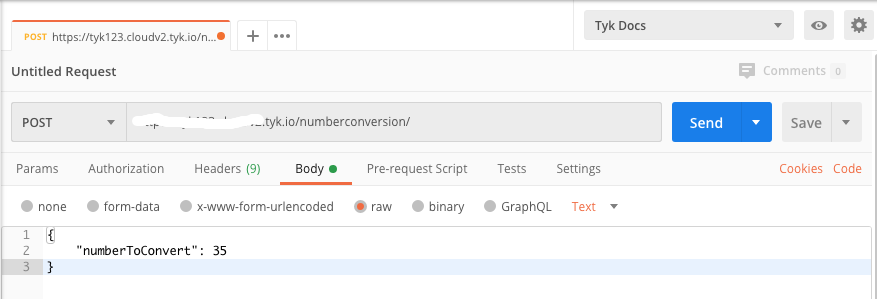 POST https://tyk123.cloudv2.tyk.io/n... + •••
Tyk Docs
Untitled Request
Comments 0
POST
.tyk.io/numberconversion/
Send
Save
Params Authorization Headers (9) Body Pre-request Script Tests Settings Cookies Code
none form-data x-www-form-urlencoded raw binary GraphQL Text
1 {
2 "numberToConvert": 35
3 }